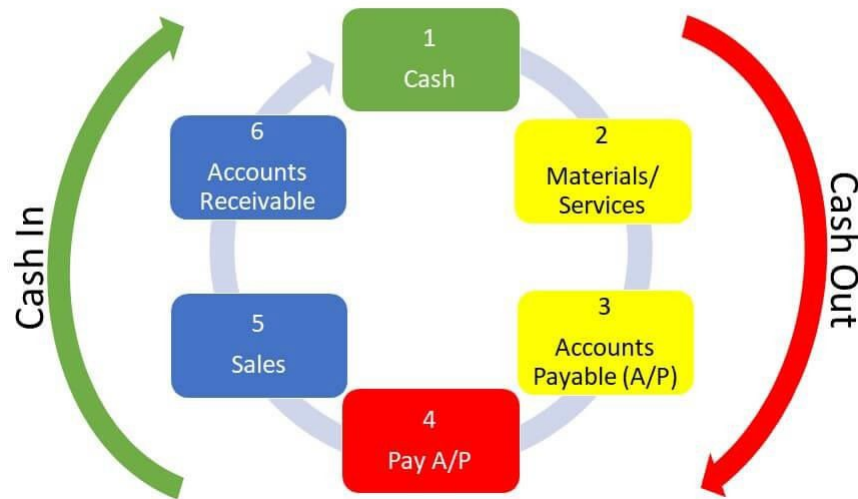 1
Cash
2
Materials/
Services
3
Accounts
Payable (A/P)
4
Pay A/P
5
Sales
6
Accounts
Receivable
Cash In
Cash Out